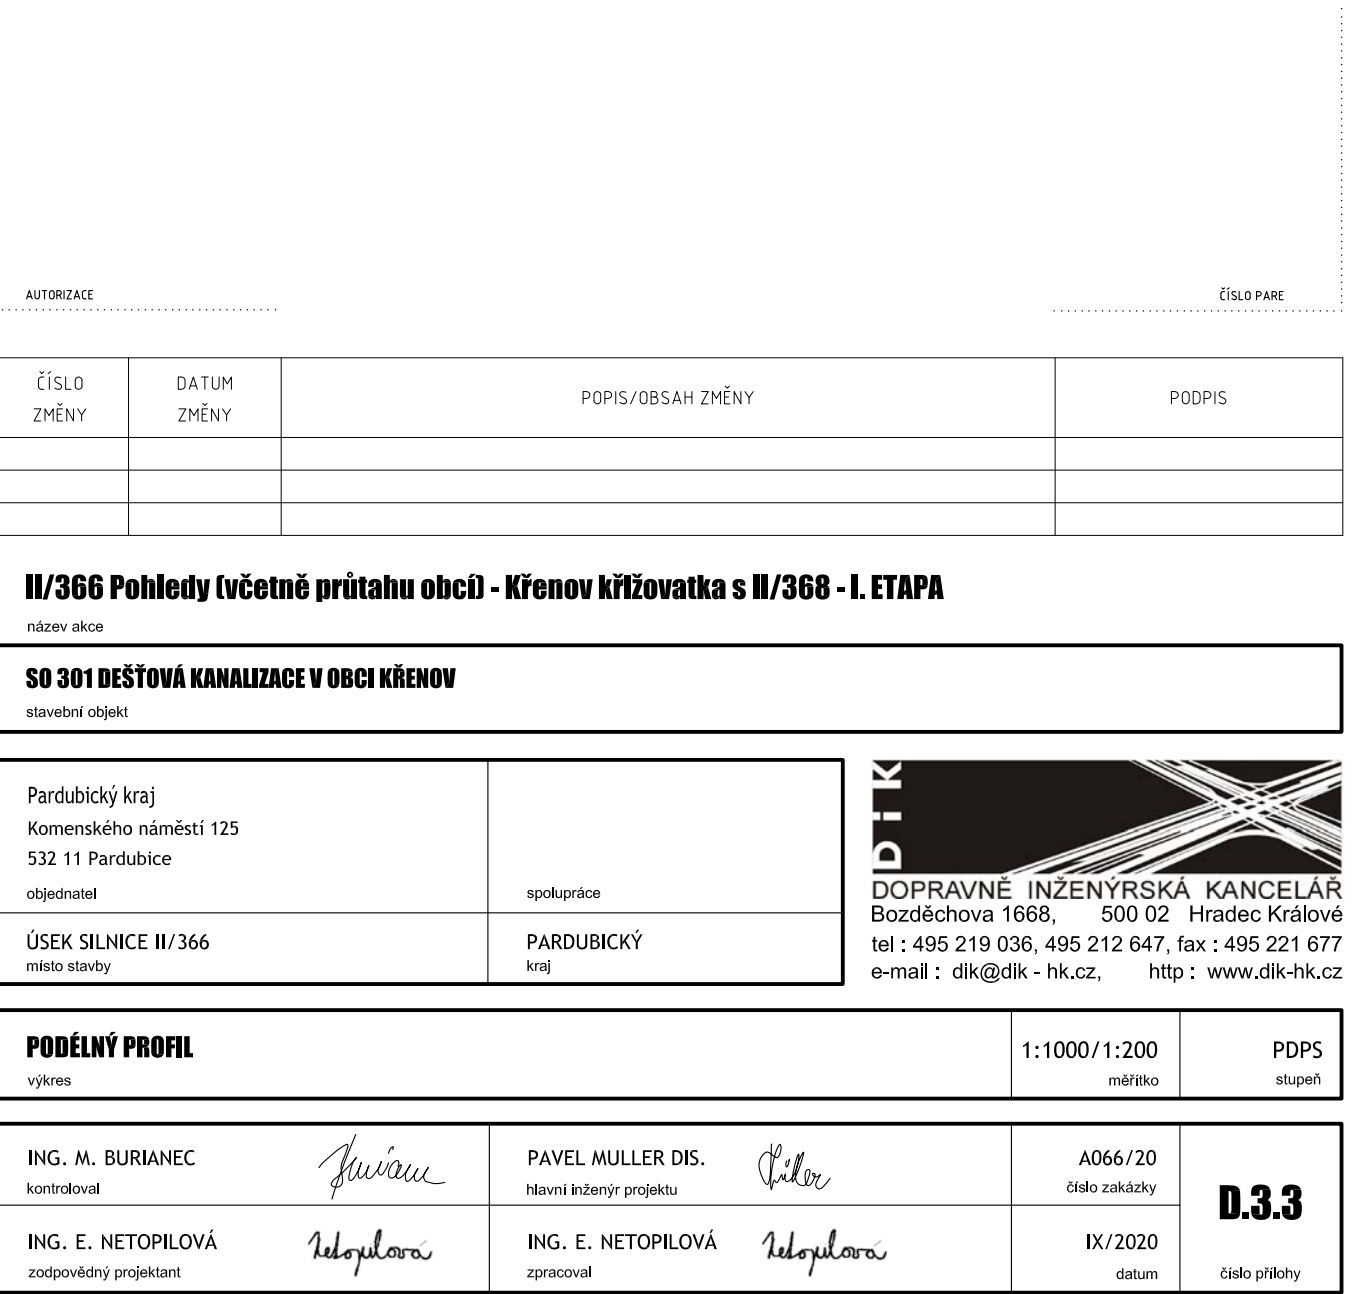 AUTORIZACE
ČÍSLO PARE
ČÍSLO ZMĚNY
DATUM ZMĚNY
POPIS/OBSAH ZMĚNY
PODPIS
II/366 Pohledy (včetně průtahu obcí) - Křenov křIžovatka s II/368 - I. ETAPA
název akce
SO 301 DEŠŤOVÁ KANALIZACE V OBCI KŘENOV
stavební objekt
Pardubický kraj
Komenského náměstí 125
532 11 Pardubice
objednatel
spolupráce
ÚSEK SILNICE II/366
místo stavby
PARDUBICKÝ
kraj
DiK
DOPRAVNĚ INŽENÝRSKÁ KANCELÁŘ
Bozděchova 1668, 500 02 Hradec Králové
tel : 495 219 036, 495 212 647, fax : 495 221 677
e-mail : dik@dik - hk.cz, http : www.dik-hk.cz
PODÉLNÝ PROFIL
výkres
1:1000/1:200
měřítko
PDPS
stupeň
ING. M. BURIANEC
kontroloval
PAVEL MULLER DIS.
hlavní inženýr projektu
Müller
A066/20
číslo zakázky
ING. E. NETOPILOVÁ
Netopilová
zodpovědný projektant
ING. E. NETOPILOVÁ
Netopilová
zpracoval
IX/2020
datum
D.3.3
číslo přílohy